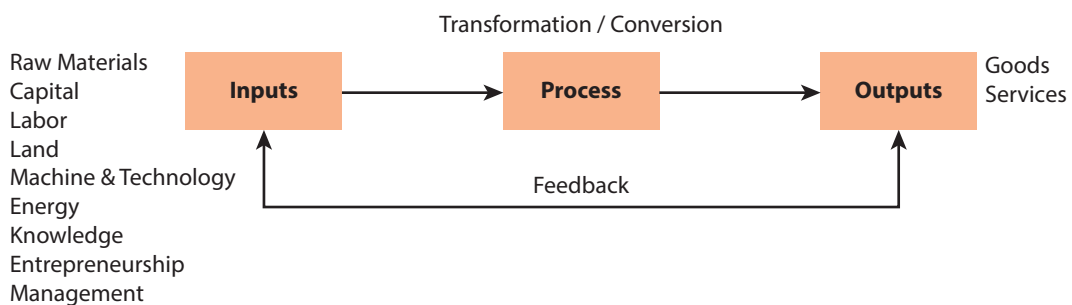 Transformation / Conversion
Raw Materials
Capital
Labor
Land
Machine & Technology
Energy
Knowledge
Entrepreneurship
Management
Inputs
Process
Outputs
Goods
Services
Feedback